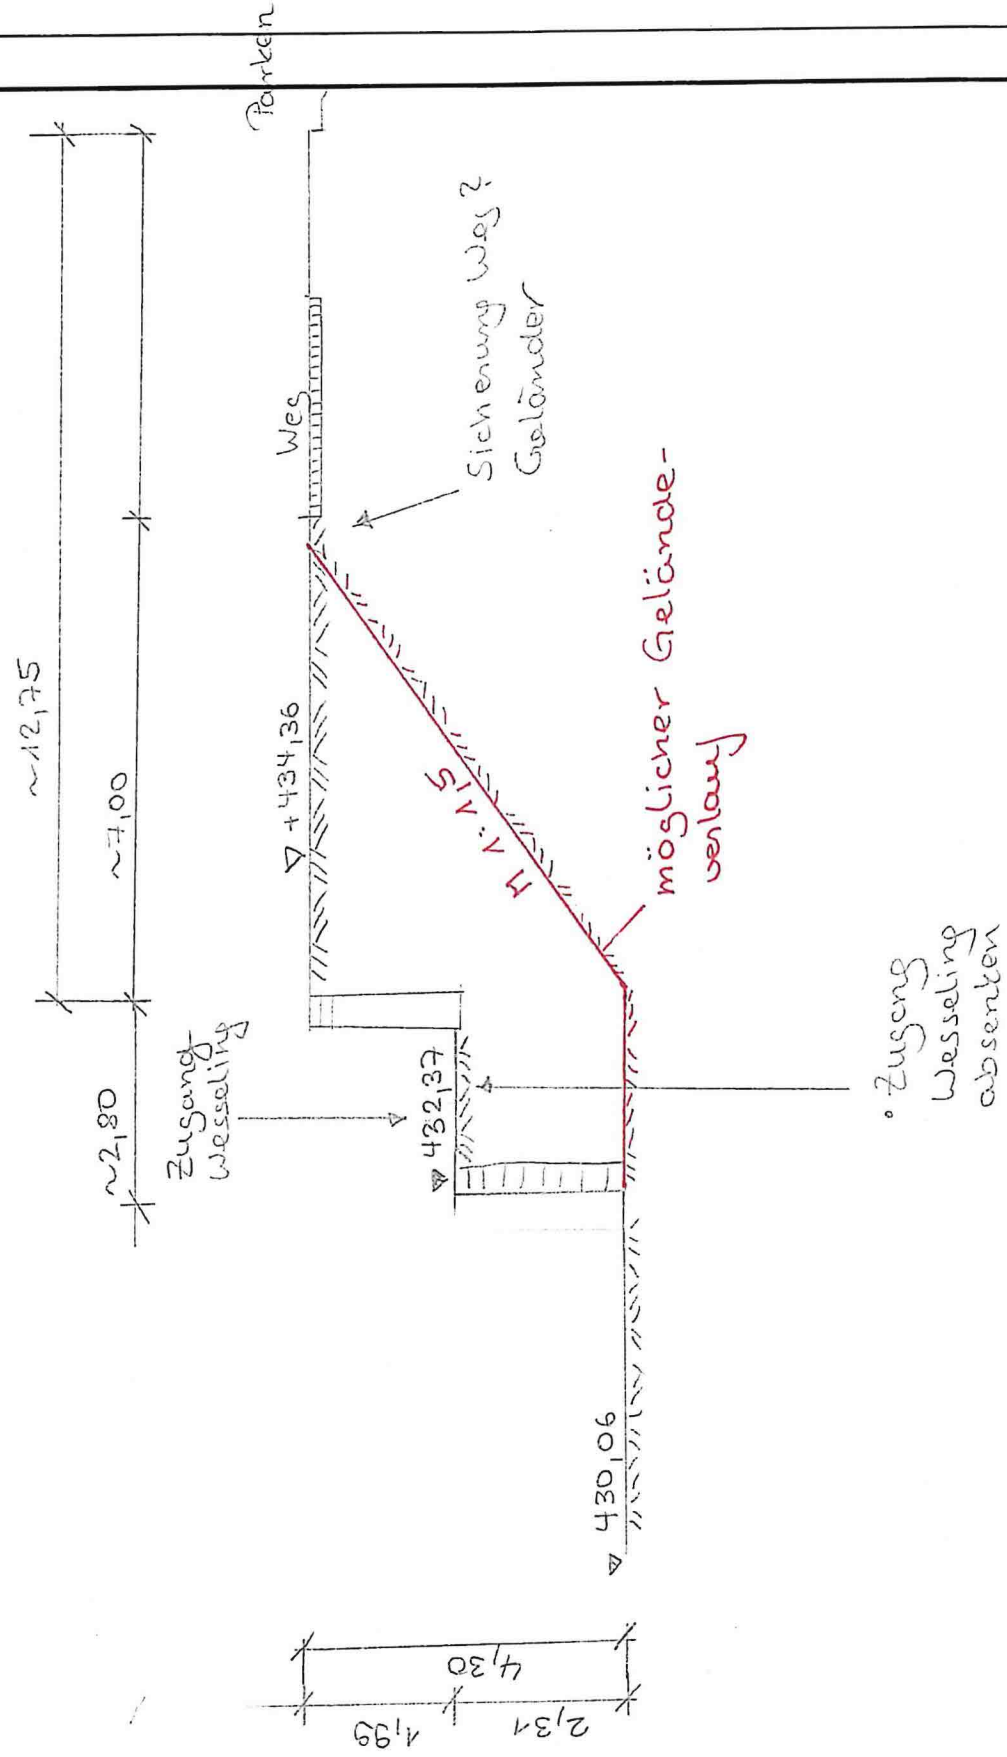 ~12,75
~2,80
~7,00
Parken
Zugang
Wesseling
432,37
+434,36
Weg
Sicherung Weg?
Geländer
M 1:1,5
möglicher Gelände-
verlauf
• Zugang
Wesseling
absenken
430,06
1,99
2,31
4,30